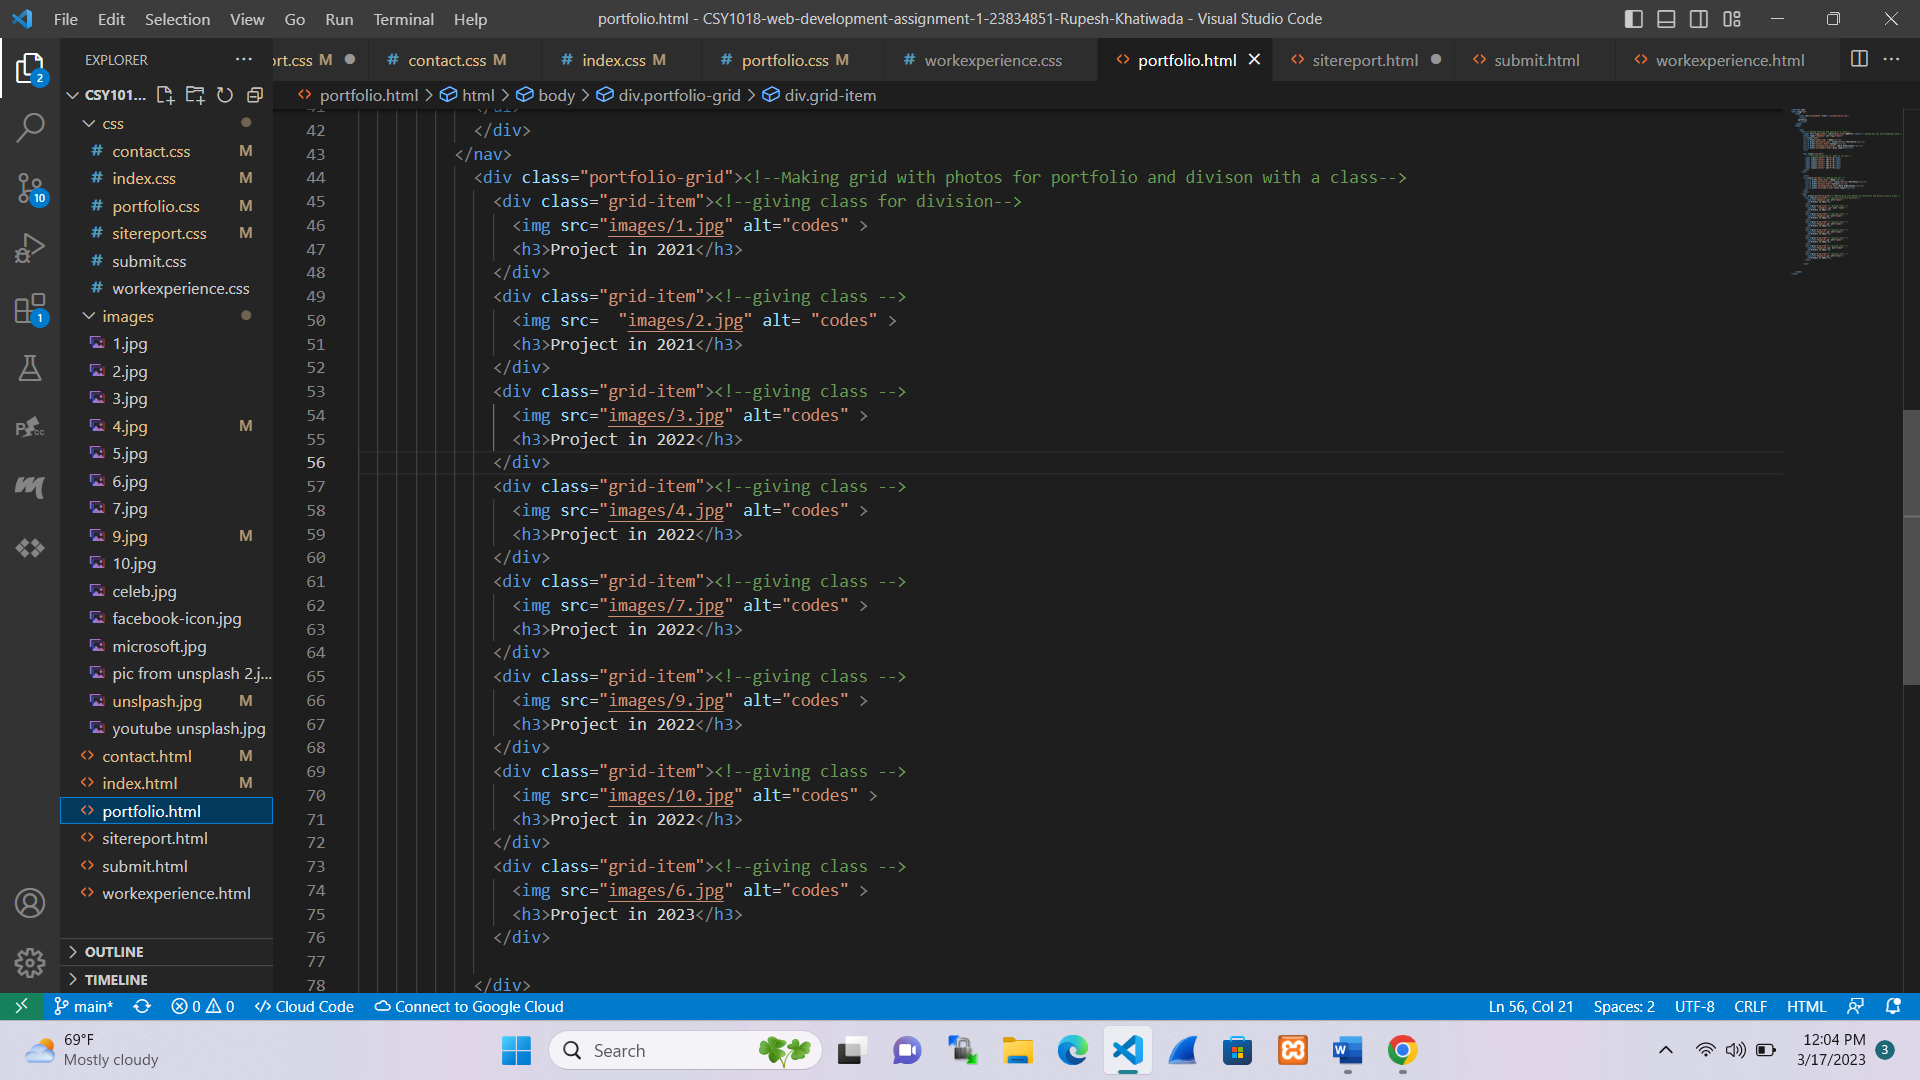 File Edit Selection View Go Run Terminal Help
portfolio.html - CSY1018-web-development-assignment-1-23834851-Rupesh-Khatiwada - Visual Studio Code
EXPLORER
rt.css M
# contact.css M
# index.css M
# portfolio.css M
# workexperience.css
<> portfolio.html
<> sitereport.html
<> submit.html
<> workexperience.html
CSY101...
portfolio.html > html > body > div.portfolio-grid > div.grid-item
css
# contact.css M
# index.css M
# portfolio.css M
# sitereport.css M
# submit.css
# workexperience.css
images
1.jpg
2.jpg
3.jpg
4.jpg M
5.jpg
6.jpg
7.jpg
9.jpg M
10.jpg
celeb.jpg
facebook-icon.jpg
microsoft.jpg
pic from unsplash 2.j...
unslpash.jpg M
youtube unsplash.jpg
<> contact.html M
<> index.html M
<> portfolio.html
<> sitereport.html
<> submit.html
<> workexperience.html
OUTLINE
TIMELINE
2
10
1
42 </div>
43 </nav>
44 <div class="portfolio-grid"><!--Making grid with photos for portfolio and divison with a class-->
45 <div class="grid-item"><!--giving class for division-->
46 <img src="images/1.jpg" alt="codes" >
47 <h3>Project in 2021</h3>
48 </div>
49 <div class="grid-item"><!--giving class -->
50 <img src=  "images/2.jpg" alt= "codes" >
51 <h3>Project in 2021</h3>
52 </div>
53 <div class="grid-item"><!--giving class -->
54 <img src="images/3.jpg" alt="codes" >
55 <h3>Project in 2022</h3>
56 </div>
57 <div class="grid-item"><!--giving class -->
58 <img src="images/4.jpg" alt="codes" >
59 <h3>Project in 2022</h3>
60 </div>
61 <div class="grid-item"><!--giving class -->
62 <img src="images/7.jpg" alt="codes" >
63 <h3>Project in 2022</h3>
64 </div>
65 <div class="grid-item"><!--giving class -->
66 <img src="images/9.jpg" alt="codes" >
67 <h3>Project in 2022</h3>
68 </div>
69 <div class="grid-item"><!--giving class -->
70 <img src="images/10.jpg" alt="codes" >
71 <h3>Project in 2022</h3>
72 </div>
73 <div class="grid-item"><!--giving class -->
74 <img src="images/6.jpg" alt="codes" >
75 <h3>Project in 2023</h3>
76 </div>
77
78 </div>
main* 0 0 </> Cloud Code Connect to Google Cloud
Ln 56, Col 21 Spaces: 2 UTF-8 CRLF HTML
69°F
Mostly cloudy
Search
12:04 PM
3/17/2023
3